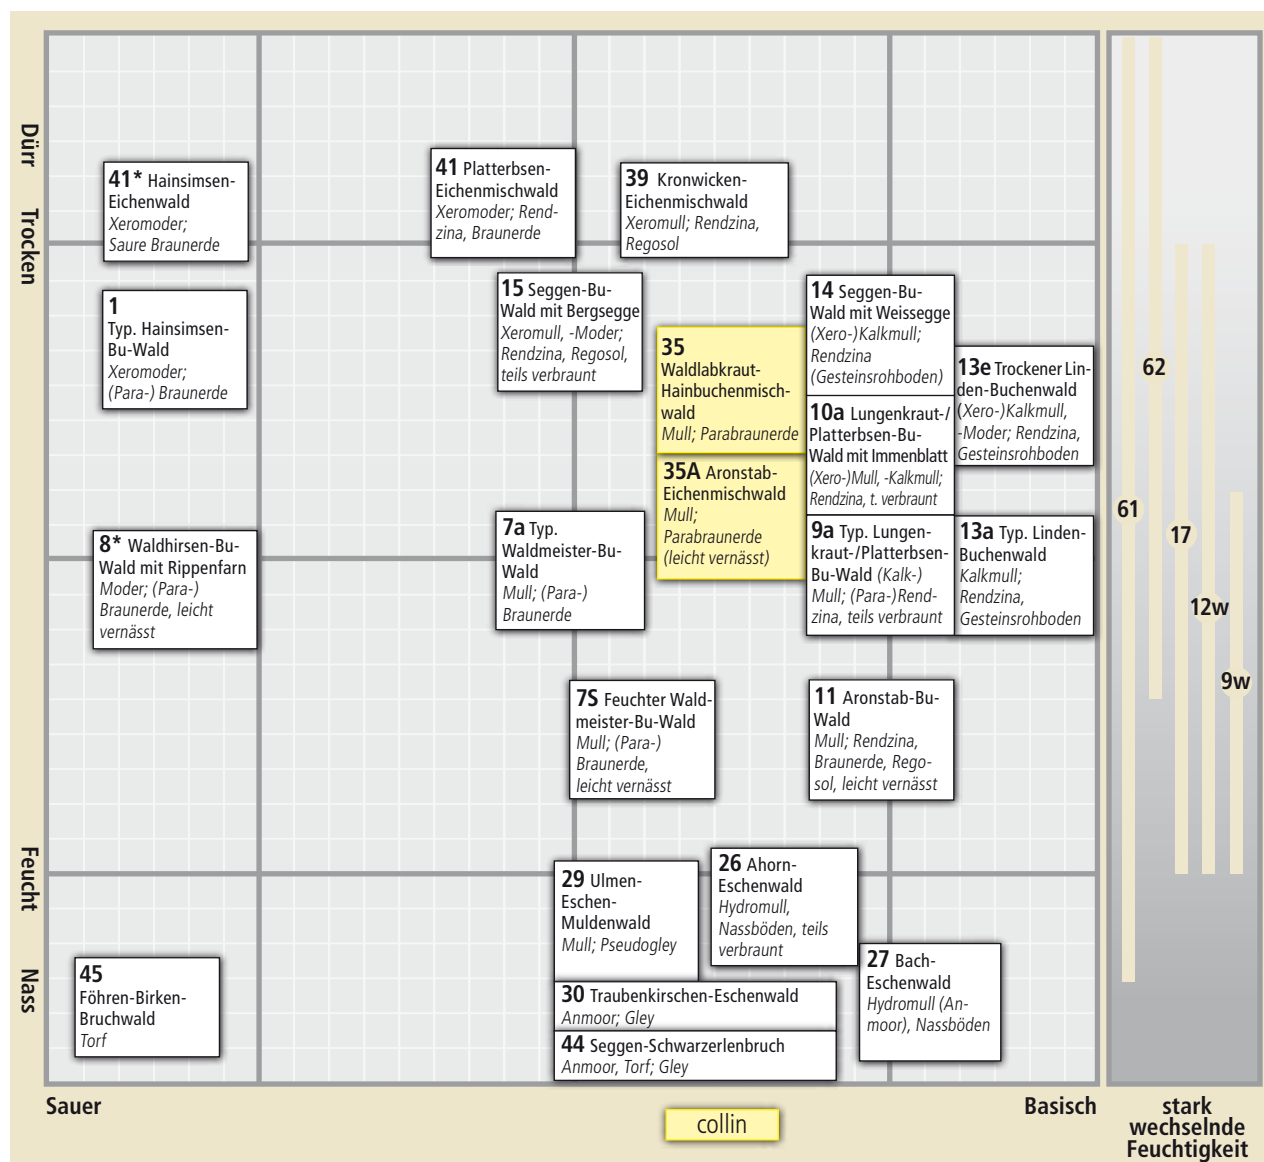 Dürr
Trocken
Feucht
Nass
41* Hainsimsen-
Eichenwald
Xeromoder;
Saure Braunerde
41 Platterbsen-
Eichenmischwald
Xeromoder; Rend-
zina, Braunerde
39 Kronwicken-
Eichenmischwald
Xeromull; Rendzina,
Regosol
1
Typ. Hainsimsen-
Bu-Wald
Xeromoder;
(Para-) Braunerde
15 Seggen-Bu-
Wald mit Bergsegge
Xeromull, -Moder;
Rendzina, Regosol,
teils verbraunt
35
Waldlabkraut-
Hainbuchenmisch-
wald
Mull; Parabraunerde
14 Seggen-Bu-
Wald mit Weissegge
(Xero-)Kalkmull;
Rendzina
(Gesteinsrohboden)
13e Trockener Lin-
den-Buchenwald
(Xero-)Kalkmull,
-Moder; Rendzina,
Gesteinsrohboden
10a Lungenkraut-/
Platterbsen-Bu-
Wald mit Immenblatt
(Xero-)Mull, -Kalkmull;
Rendzina, t. verbraunt
35A Aronstab-
Eichenmischwald
Mull;
Parabraunerde
(leicht vernässt)
8* Waldhirsen-Bu-
Wald mit Rippenfarn
Moder; (Para-)
Braunerde, leicht
vernässt
7a Typ.
Waldmeister-Bu-
Wald
Mull; (Para-)
Braunerde
9a Typ. Lungen-
kraut-/Platterbsen-
Bu-Wald (Kalk-)
Mull; (Para-)Rend-
zina, teils verbraunt
13a Typ. Linden-
Buchenwald
Kalkmull;
Rendzina,
Gesteinsrohboden
7S Feuchter Wald-
meister-Bu-Wald
Mull; (Para-)
Braunerde,
leicht vernässt
11 Aronstab-Bu-
Wald
Mull; Rendzina,
Braunerde, Rego-
sol, leicht vernässt
29 Ulmen-
Eschen-
Muldenwald
Mull; Pseudogley
26 Ahorn-
Eschenwald
Hydromull,
Nassböden, teils
verbraunt
27 Bach-
Eschenwald
Hydromull (An-
moor), Nassböden
45
Föhren-Birken-
Bruchwald
Torf
30 Traubenkirschen-Eschenwald
Anmoor; Gley
44 Seggen-Schwarzerlenbruch
Anmoor, Torf; Gley
62
61
17
12w
9w
Sauer
Basisch
collin
stark
wechselnde
Feuchtigkeit